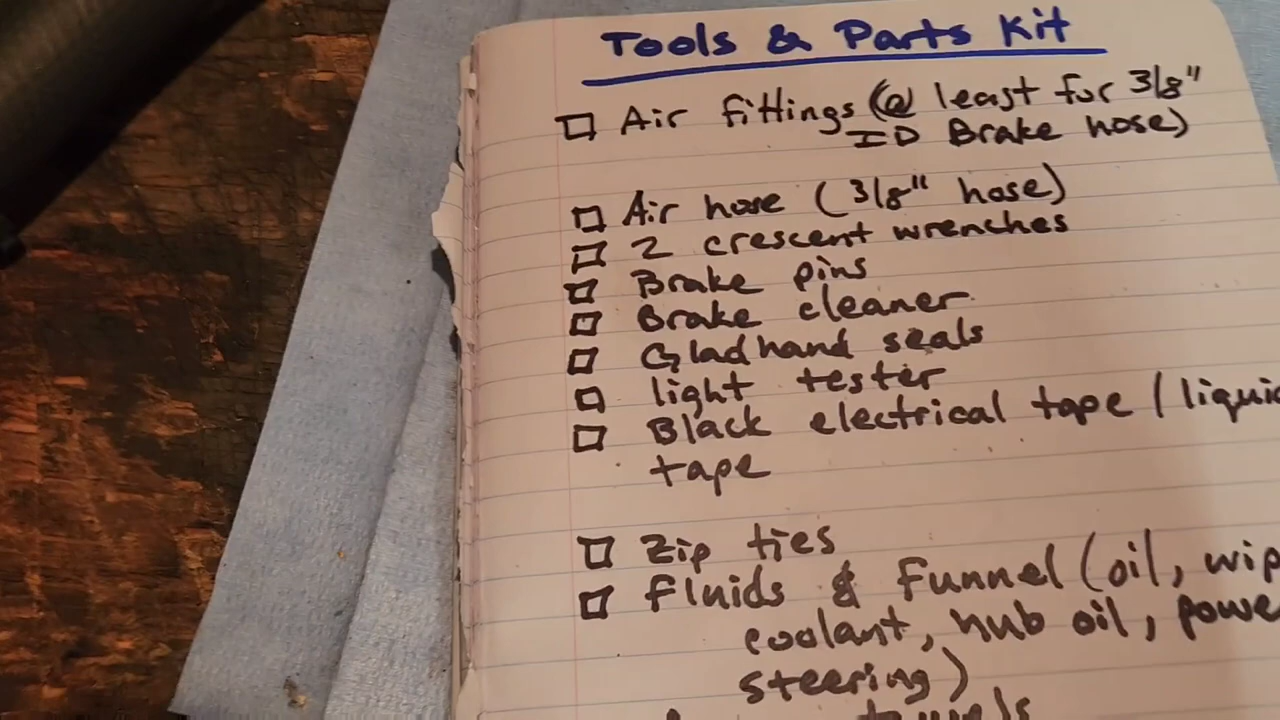 Tools & Parts Kit
Air fittings (@ least for 3/8"
ID Brake hose)
Air hose (3/8" hose)
2 crescent wrenches
Brake pins
Brake cleaner
Gladhand seals
light tester
Black electrical tape / liquid
tape
Zip ties
Fluids & Funnel (oil, wip
coolant, hub oil, powe
steering)